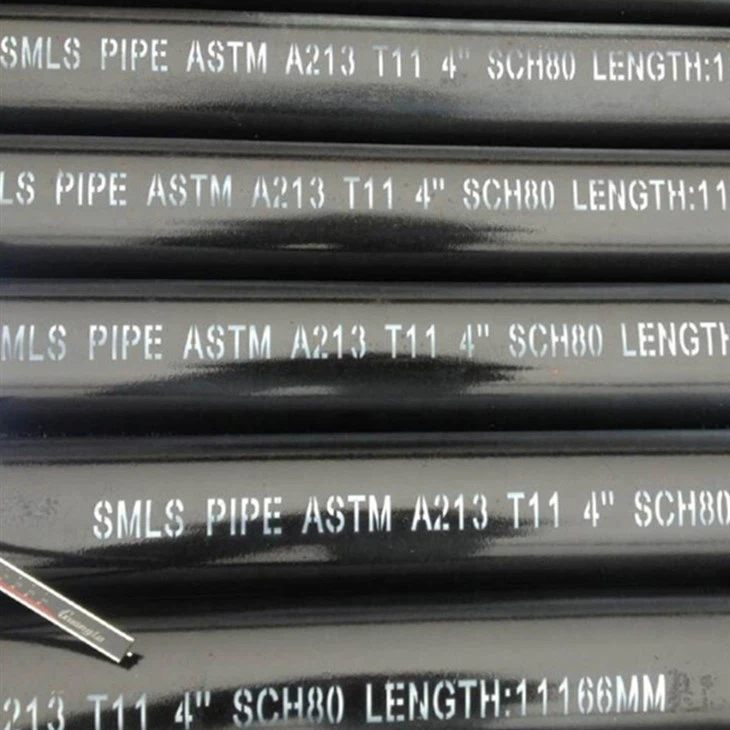 SMLS PIPE ASTM A213 T11 4" SCH80 LENGTH:1
LS PIPE ASTM A213 T11 4" SCH80 LENGTH:11
MLS PIPE ASTM A213 T11 4" SCH80 LENGTH
SMLS PIPE ASTM A213 T11 4" SCH80
213 T11 4" SCH80 LENGTH:11166MM